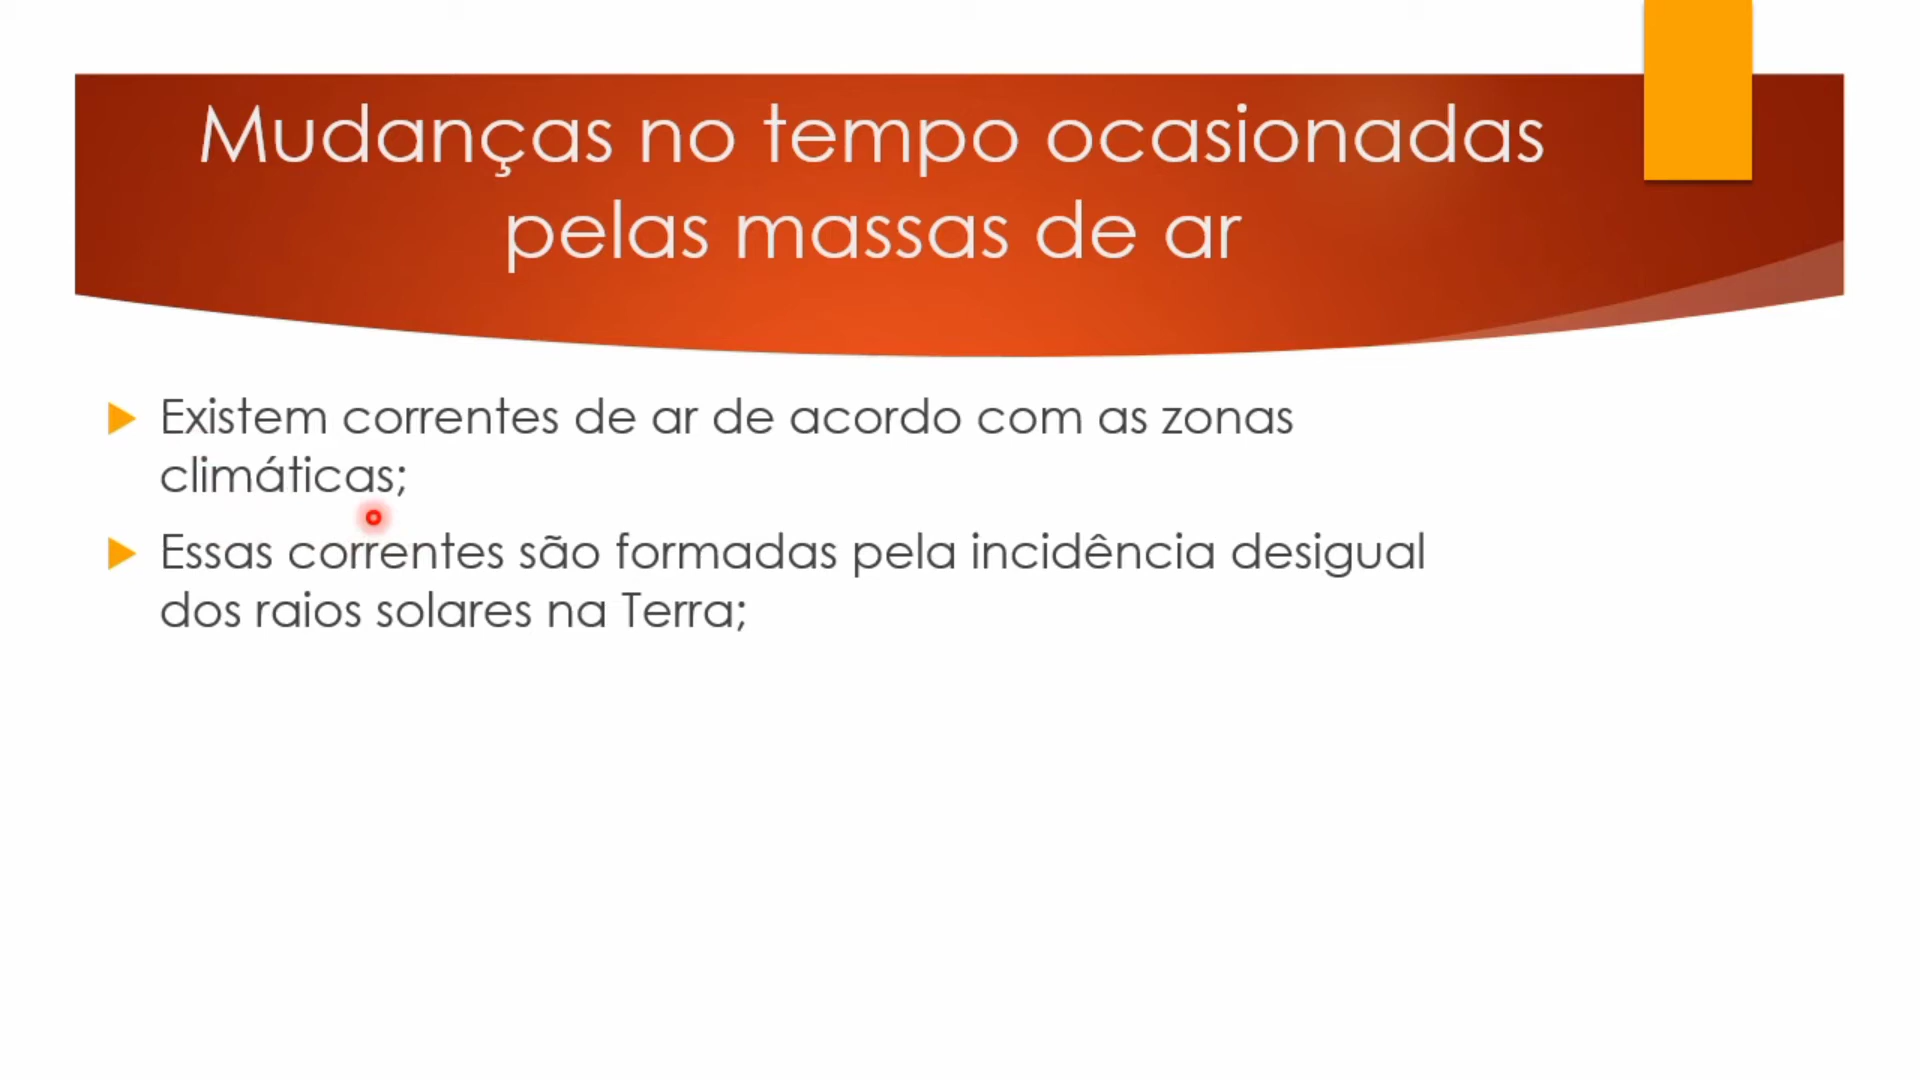 Mudanças no tempo ocasionadas
pelas massas de ar
Existem correntes de ar de acordo com as zonas
climáticas;
Essas correntes são formadas pela incidência desigual
dos raios solares na Terra;